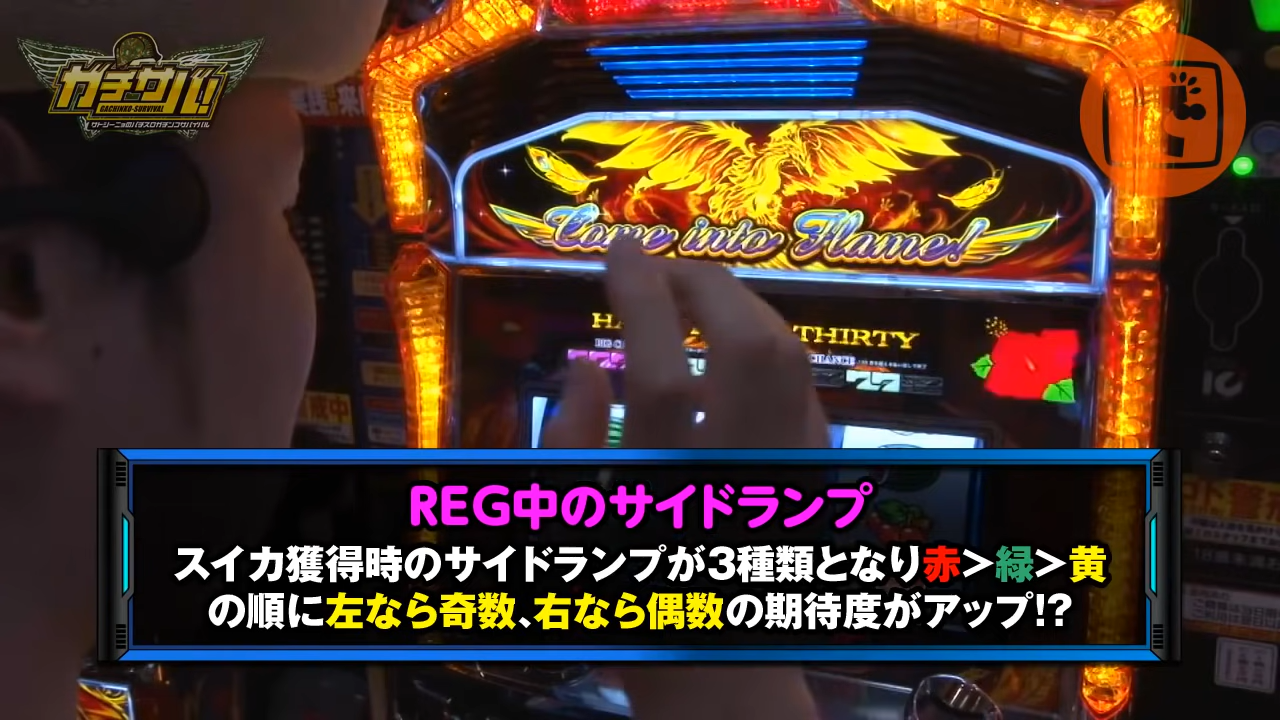 ガチサバ!
GACHINKO-SURVIVAL
Come into Flame!
THIRTY
REG中のサイドランプ
スイカ獲得時のサイドランプが3種類となり赤>緑>黄
の順に左なら奇数、右なら偶数の期待度がアップ!?